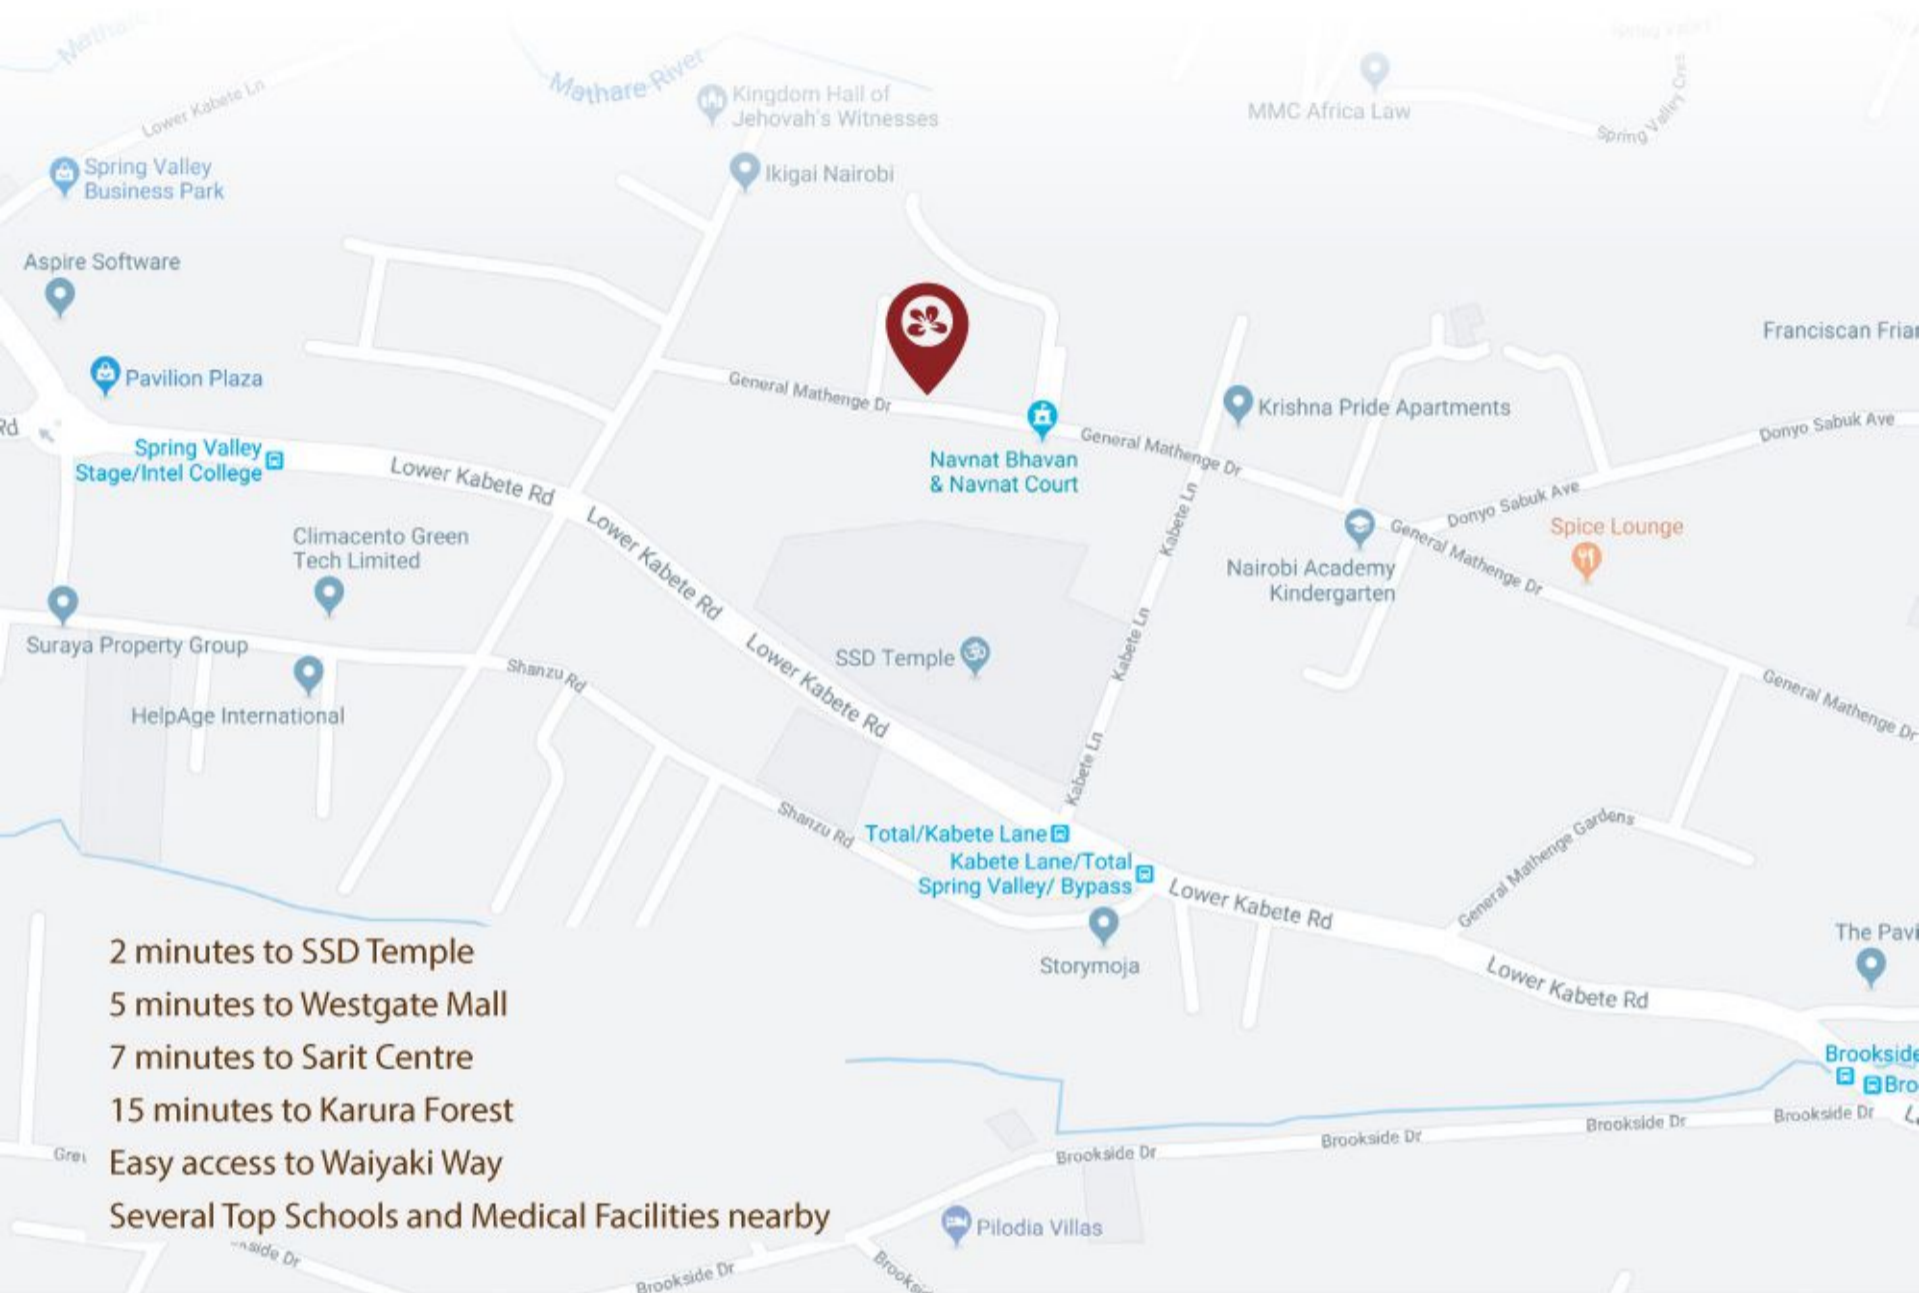 Mathare
Mathare River
Lower Kabete Ln
Kingdom Hall of
Jehovah's Witnesses
MMC Africa Law
Spring Valley Cres
Spring Valley
Business Park
Ikigai Nairobi
Aspire Software
Franciscan Friar
Pavilion Plaza
General Mathenge Dr
Krishna Pride Apartments
Donyo Sabuk Ave
Rd
Spring Valley
Stage/Intel College
Lower Kabete Rd
Navnat Bhavan
& Navnat Court
General Mathenge Dr
Kabete Ln
Donyo Sabuk Ave
Spice Lounge
General Mathenge Dr
Climacento Green
Tech Limited
Lower Kabete Rd
Nairobi Academy
Kindergarten
Suraya Property Group
SSD Temple
Kabete Ln
Shanzu Rd
Lower Kabete Rd
General Mathenge Dr
HelpAge International
Kabete Ln
Shanzu Rd
Total/Kabete Lane
Kabete Lane/Total
Spring Valley/ Bypass
General Mathenge Gardens
Lower Kabete Rd
The Pavi
Storymoja
Lower Kabete Rd
2 minutes to SSD Temple
5 minutes to Westgate Mall
7 minutes to Sarit Centre
15 minutes to Karura Forest
Easy access to Waiyaki Way
Several Top Schools and Medical Facilities nearby
Brookside
Bro
Brookside Dr
Brookside Dr
Brookside Dr
Brookside Dr
Gre
Pilodia Villas
side Dr
Brookside Dr
Brooksi